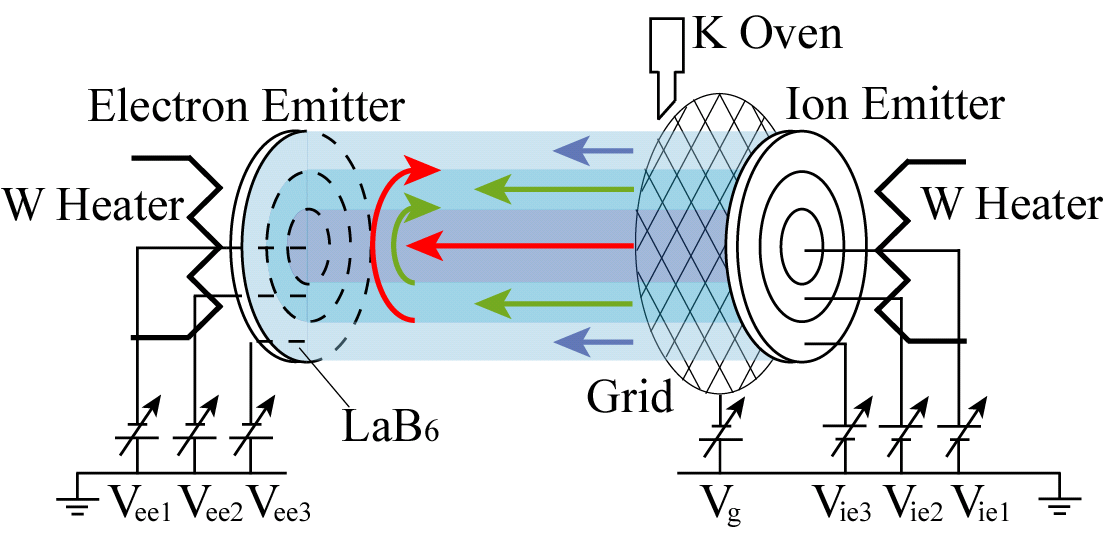 K Oven
Electron Emitter
Ion Emitter
W Heater
W Heater
Grid
LaB6
Vee1 Vee2 Vee3
Vg
Vie3 Vie2 Vie1